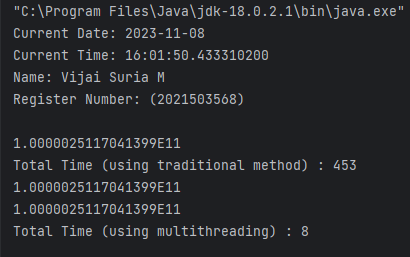 "C:\Program Files\Java\jdk-18.0.2.1\bin\java.exe"
Current Date: 2023-11-08
Current Time: 16:01:50.433310200
Name: Vijai Suria M
Register Number: (2021503568)
1.0000025117041399E11
Total Time (using traditional method) : 453
1.0000025117041399E11
1.0000025117041399E11
Total Time (using multithreading) : 8